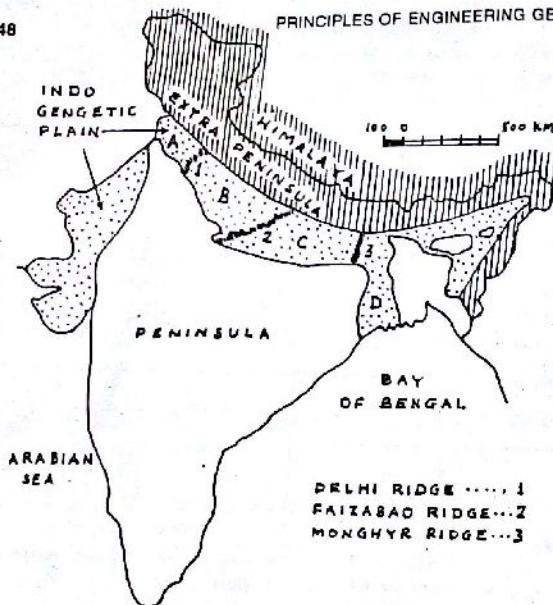 48
PRINCIPLES OF ENGINEERING GE
INDO
GENGETIC
PLAIN
EXTRA PENINSULA
HIMALAYA
100 0 500 KM
A
1
B
2
C
3
D
PENINSULA
BAY
OF BENGAL
ARABIAN
SEA
DELHI RIDGE ..... 1
FAIZABAD RIDGE...2
MONGHYR RIDGE...3